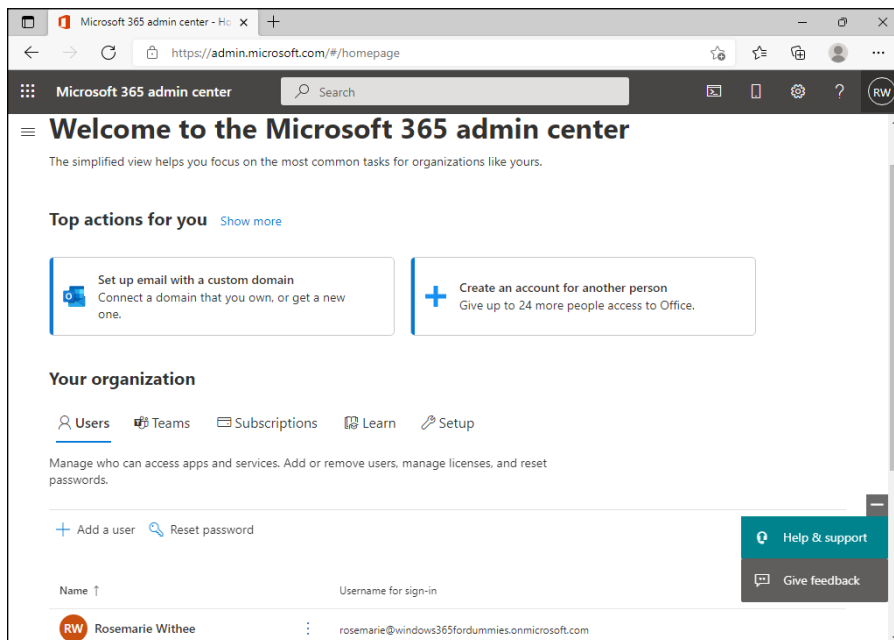 Microsoft 365 admin center - Ho
https://admin.microsoft.com/#/homepage
Microsoft 365 admin center
Search
RW
Welcome to the Microsoft 365 admin center
The simplified view helps you focus on the most common tasks for organizations like yours.
Top actions for you Show more
Set up email with a custom domain
Connect a domain that you own, or get a new
one.
Create an account for another person
Give up to 24 more people access to Office.
Your organization
Users Teams Subscriptions Learn Setup
Manage who can access apps and services. Add or remove users, manage licenses, and reset
passwords.
Add a user Reset password
Help & support
Give feedback
Name ↑ Username for sign-in
RW Rosemarie Withee rosemarie@windows365fordummies.onmicrosoft.com